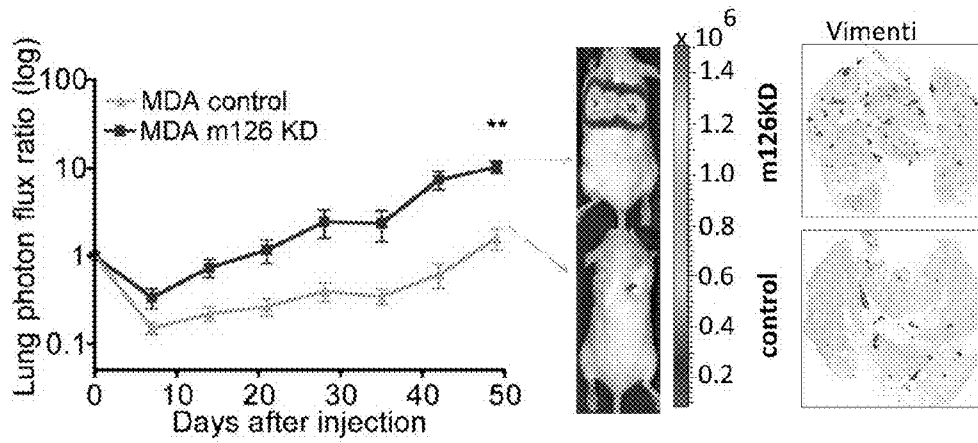 Lung photon flux ratio (log)
100
10
1
0.1
MDA control
MDA m126 KD
**
0
10
20
30
40
50
Days after injection
x 10 6
1.4
1.2
1.0
0.8
0.6
0.4
0.2
Vimenti
m126KD
control